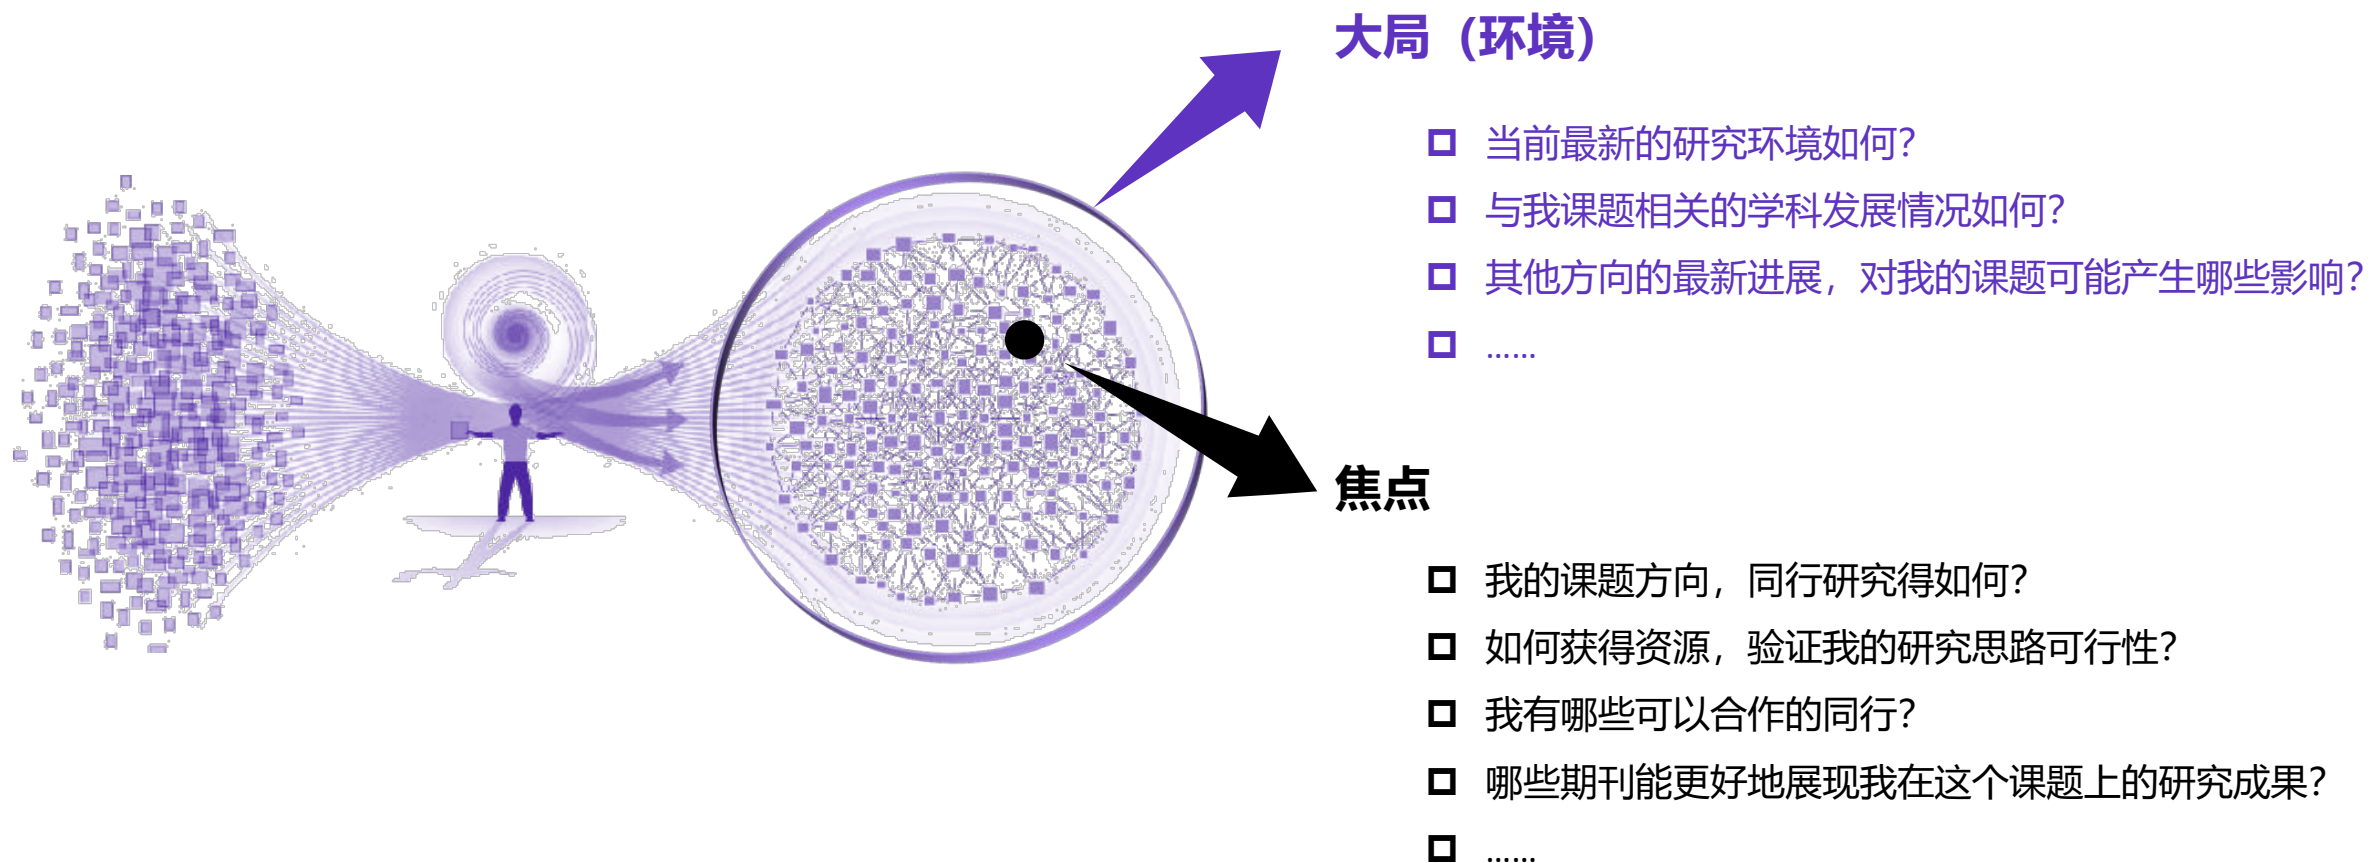 大局（环境）
当前最新的研究环境如何？
与我课题相关的学科发展情况如何？
其他方向的最新进展，对我的课题可能产生哪些影响？
......
焦点
我的课题方向，同行研究得如何？
如何获得资源，验证我的研究思路可行性？
我有哪些可以合作的同行？
哪些期刊能更好地展现我在这个课题上的研究成果？
......